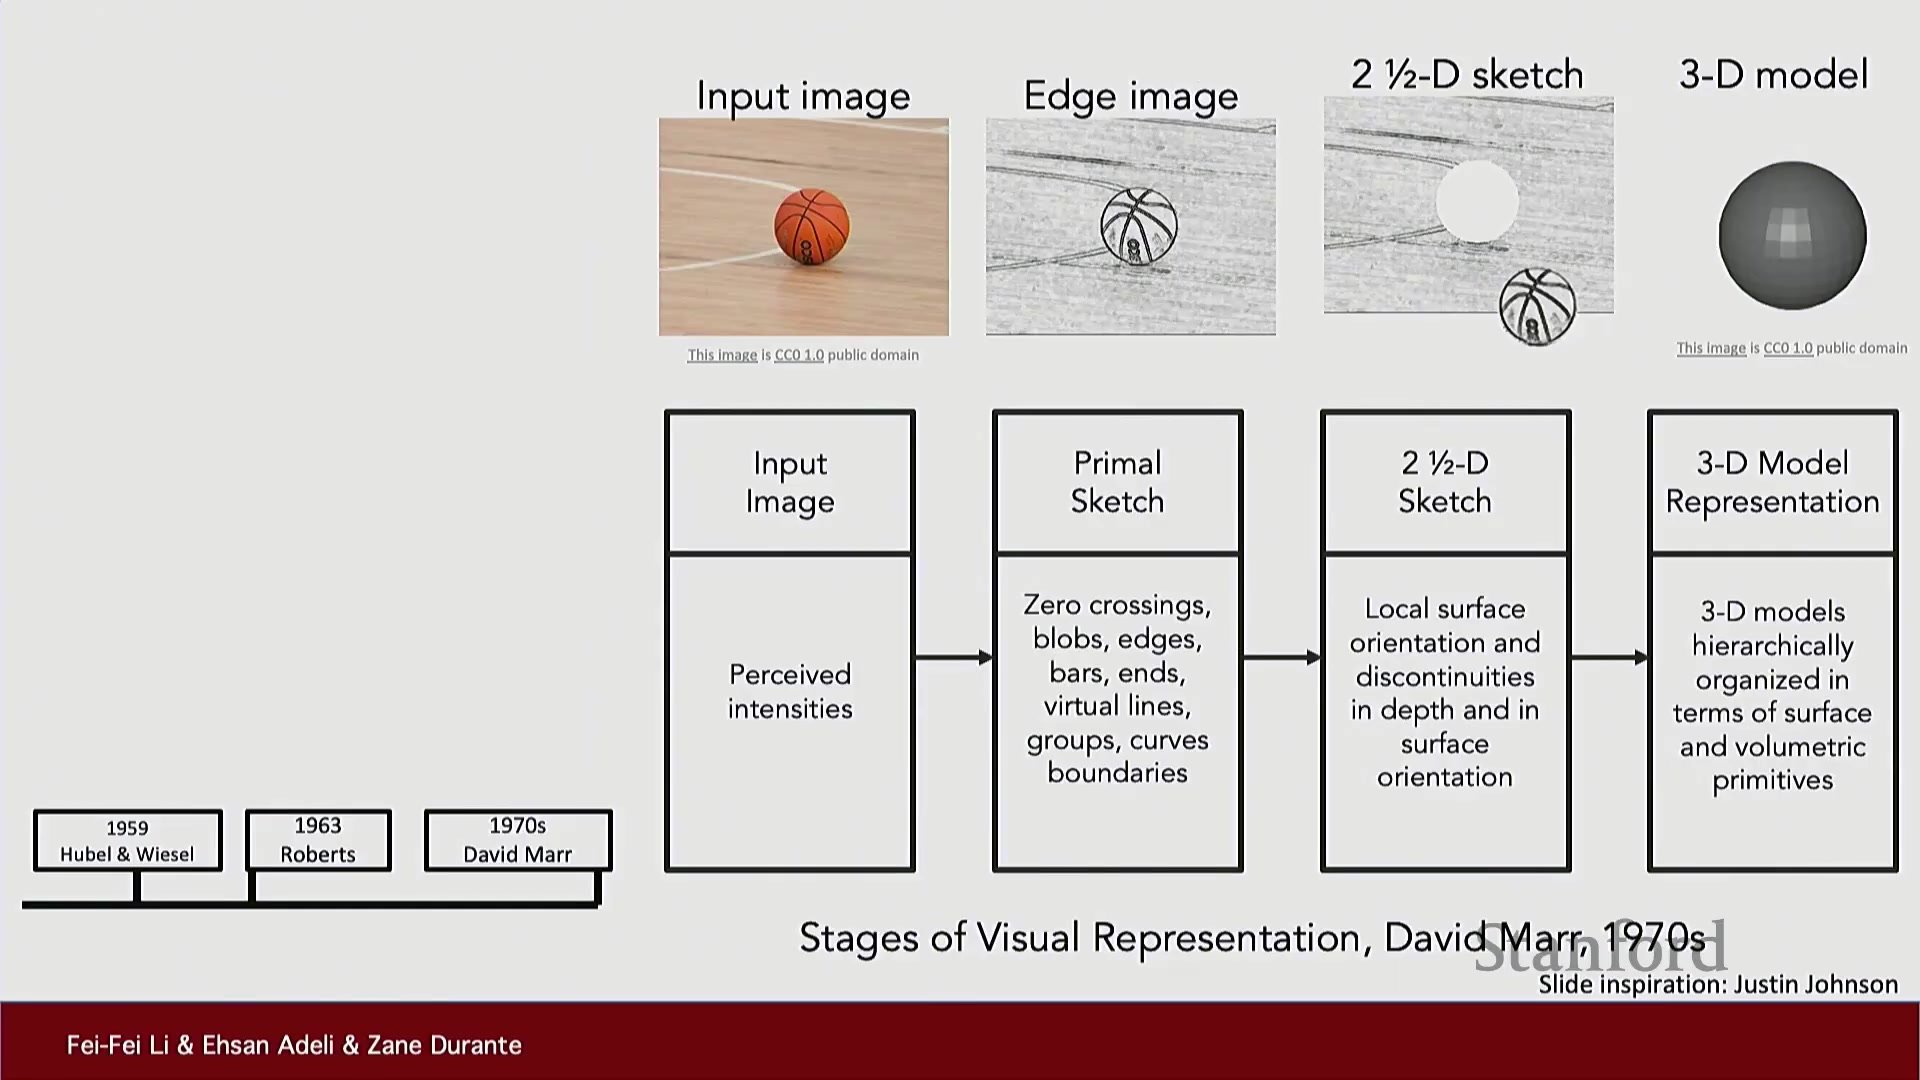 Input image
Edge image
2 ½-D sketch
3-D model
This image is CC0 1.0 public domain
This image is CC0 1.0 public domain
Input
Image
Perceived
intensities
Primal
Sketch
Zero crossings,
blobs, edges,
bars, ends,
virtual lines,
groups, curves
boundaries
2 ½-D
Sketch
Local surface
orientation and
discontinuities
in depth and in
surface
orientation
3-D Model
Representation
3-D models
hierarchically
organized in
terms of surface
and volumetric
primitives
1959
Hubel & Wiesel
1963
Roberts
1970s
David Marr
Stages of Visual Representation, David Marr, 1970s
Stanford
Slide inspiration: Justin Johnson
Fei-Fei Li & Ehsan Adeli & Zane Durante